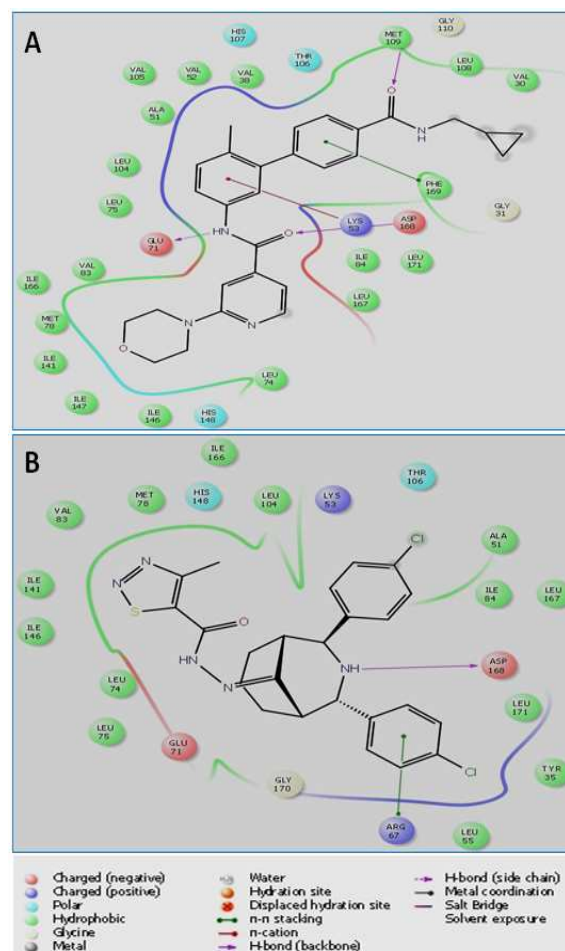 A
HIS
107
THR
106
MET
109
GLY
110
LEU
108
VAL
30
VAL
105
VAL
52
VAL
38
ALA
51
O
N
H
LEU
104
LEU
75
PHE
169
GLY
31
LYS
53
ASP
168
GLU
71
HN
O
ILE
84
LEU
171
LEU
167
VAL
83
ILE
166
MET
78
N
N
O
ILE
141
ILE
147
ILE
146
HIS
148
LEU
74
B
ILE
166
THR
106
MET
78
HIS
148
LEU
104
LYS
53
VAL
83
Cl
ALA
51
N
N
S
ILE
141
ILE
84
LEU
167
ILE
146
O
HN
N
NH
ASP
168
LEU
74
LEU
171
LEU
75
GLU
71
Cl
GLY
170
TYR
35
ARG
67
LEU
55
Charged (negative)
Charged (positive)
Polar
Hydrophobic
Glycine
Metal
Water
Hydration site
Displaced hydration site
n-n stacking
n-cation
H-bond (backbone)
H-bond (side chain)
Metal coordination
Salt Bridge
Solvent exposure